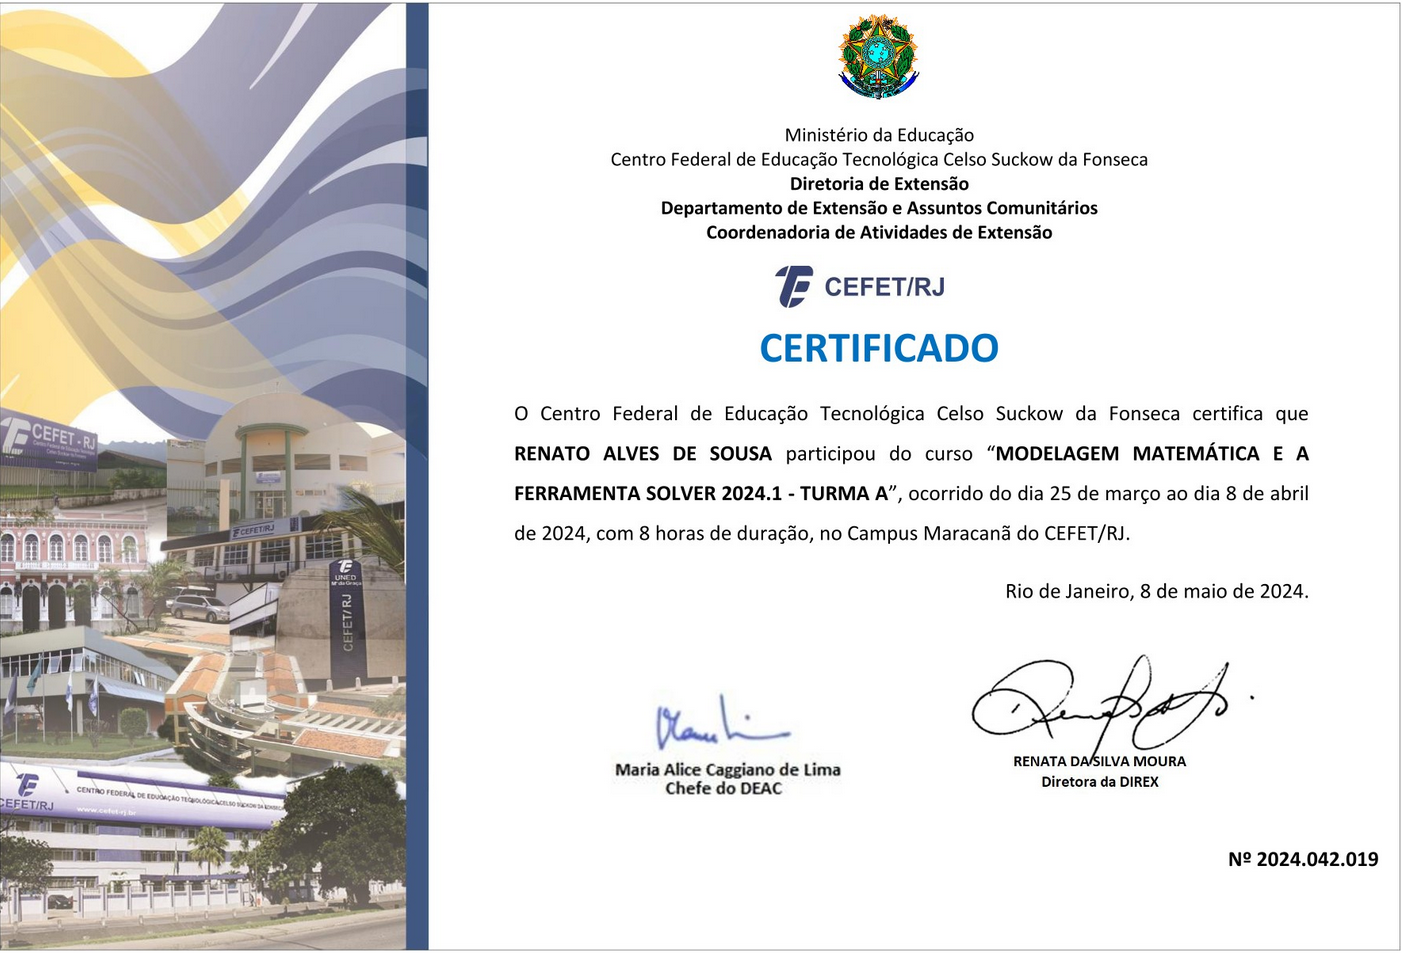 Ministério da Educação
Centro Federal de Educação Tecnológica Celso Suckow da Fonseca
Diretoria de Extensão
Departamento de Extensão e Assuntos Comunitários
Coordenadoria de Atividades de Extensão
CEFET/RJ
CERTIFICADO
O Centro Federal de Educação Tecnológica Celso Suckow da Fonseca certifica que
RENATO ALVES DE SOUSA participou do curso “MODELAGEM MATEMÁTICA E A
FERRAMENTA SOLVER 2024.1 - TURMA A”, ocorrido do dia 25 de março ao dia 8 de abril
de 2024, com 8 horas de duração, no Campus Maracanã do CEFET/RJ.
Rio de Janeiro, 8 de maio de 2024.
Maria Alice Caggiano de Lima
Chefe do DEAC
RENATA DA SILVA MOURA
Diretora da DIREX
Nº 2024.042.019
CEFET - RJ
CEFET/RJ
UNED
Mª da Graça
CEFET/RJ
CEFET/RJ
CENTRO FEDERAL DE EDUCAÇÃO TECNOLÓGICA CELSO SUCKOW DA FONSECA
www.cefet-rj.br